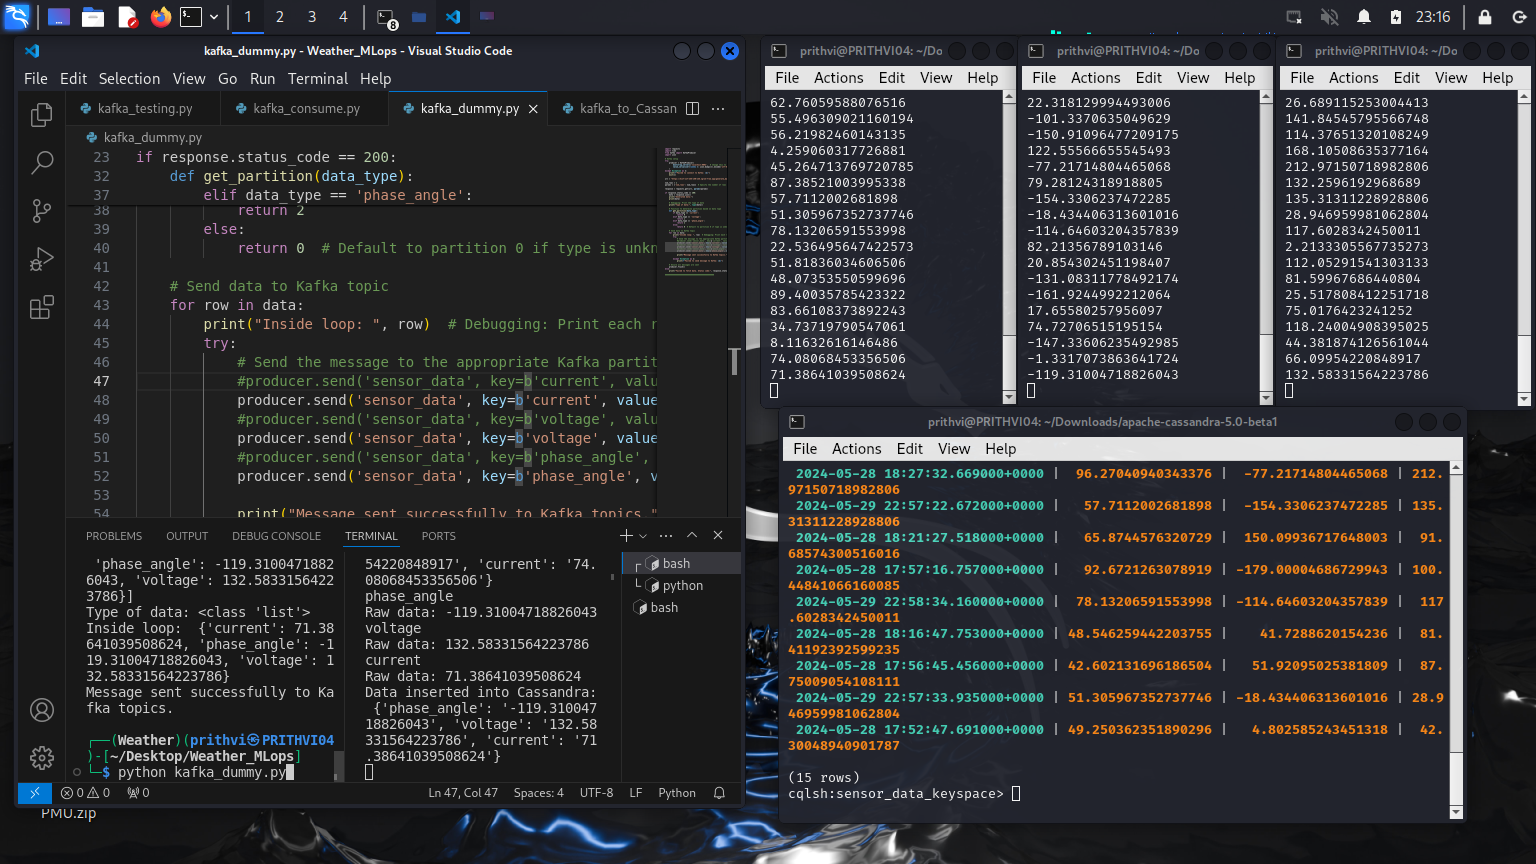 1 2 3 4
8
23:16
kafka_dummy.py - Weather_MLops - Visual Studio Code
File Edit Selection View Go Run Terminal Help
kafka_testing.py kafka_consume.py kafka_dummy.py kafka_to_Cassan
kafka_dummy.py
23 if response.status_code == 200:
32 def get_partition(data_type):
37 elif data_type == 'phase_angle':
38 return 2
39 else:
40 return 0 # Default to partition 0 if type is unkn
41
42 # Send data to Kafka topic
43 for row in data:
44 print("Inside loop: ", row) # Debugging: Print each r
45 try:
46 # Send the message to the appropriate Kafka partit
47 #producer.send('sensor_data', key=b'current', valu
48 producer.send('sensor_data', key=b'current', value
49 #producer.send('sensor_data', key=b'voltage', valu
50 producer.send('sensor_data', key=b'voltage', value
51 #producer.send('sensor_data', key=b'phase_angle',
52 producer.send('sensor_data', key=b'phase_angle', v
53
54 print("Message sent successfully to Kafka topics."
PROBLEMS OUTPUT DEBUG CONSOLE TERMINAL PORTS
'phase_angle': -119.3100471882
6043, 'voltage': 132.5833156422
3786}]
Type of data: <class 'list'>
Inside loop:  {'current': 71.38
641039508624, 'phase_angle': -1
19.31004718826043, 'voltage': 1
32.58331564223786}
Message sent successfully to Ka
fka topics.
┌──(Weather)(prithvi㉿PRITHVI04
)-[~/Desktop/Weather_MLops]
└─$ python kafka_dummy.py
54220848917', 'current': '74.
08068453356506'}
phase_angle
Raw data: -119.31004718826043
voltage
Raw data: 132.58331564223786
current
Raw data: 71.38641039508624
Data inserted into Cassandra:
{'phase_angle': '-119.310047
18826043', 'voltage': '132.58
331564223786', 'current': '71
.38641039508624'}
bash
python
bash
0 0 0
Ln 47, Col 47 Spaces: 4 UTF-8 LF Python
PMU.zip
prithvi@PRITHVI04: ~/Do
File Actions Edit View Help
62.76059588076516
55.496309021160194
56.21982460143135
4.259060317726881
45.264713769720785
87.38521003995338
57.7112002681898
51.305967352737746
78.13206591553998
22.5364956474​22573
51.81836034606506
48.07353550599696
89.40035785423322
83.66108373892243
34.73719790547061
8.11632616146486
74.08068453356506
71.38641039508624
prithvi@PRITHVI04: ~/Do
File Actions Edit View Help
22.318129994493006
-101.3370635049629
-150.91096477209175
122.55566655545493
-77.21714804465068
79.28124318918805
-154.3306237472285
-18.434406313601016
-114.64603204357839
82.21356789103146
20.854302451198407
-131.08311778492174
-161.9244992212064
17.65580257956097
74.72706515195154
-147.33606235492985
-1.3317073863641724
-119.31004718826043
prithvi@PRITHVI04: ~/Do
File Actions Edit View Help
26.689115253004413
141.84545795566748
114.37651320108249
168.10508635377164
212.97150718982806
132.2596192968689
135.31311228928806
28.946959981062804
117.6028342450011
2.2133305567735273
112.05291541303133
81.59967686440804
25.517808412251718
75.0176423241252
118.24004908395025
44.3818741265​61044
66.09954220848917
132.58331564223786
prithvi@PRITHVI04: ~/Downloads/apache-cassandra-5.0-beta1
File Actions Edit View Help
2024-05-28 18:27:32.669000+0000 | 96.27040940343376 | -77.21714804465068 | 212.
97150718982806
2024-05-29 22:57:22.672000+0000 | 57.7112002681898 | -154.3306237472285 | 135.
31311228928806
2024-05-28 18:21:27.518000+0000 | 65.8744576320729 | 150.09936717648003 | 91.
68574300516016
2024-05-28 17:57:16.757000+0000 | 92.6721263078919 | -179.00004686729943 | 100.
44841066160085
2024-05-29 22:58:34.160000+0000 | 78.13206591553998 | -114.64603204357839 | 117
.6028342450011
2024-05-28 18:16:47.753000+0000 | 48.546259442203755 | 41.7288620154236 | 81.
41192392599235
2024-05-28 17:56:45.456000+0000 | 42.602131696186504 | 51.92095025381809 | 87.
75009054108111
2024-05-29 22:57:33.935000+0000 | 51.305967352737746 | -18.434406313601016 | 28.9
46959981062804
2024-05-28 17:52:47.691000+0000 | 49.250362351890296 | 4.802585243451318 | 42.
30048940901787
(15 rows)
cqlsh:sensor_data_keyspace>